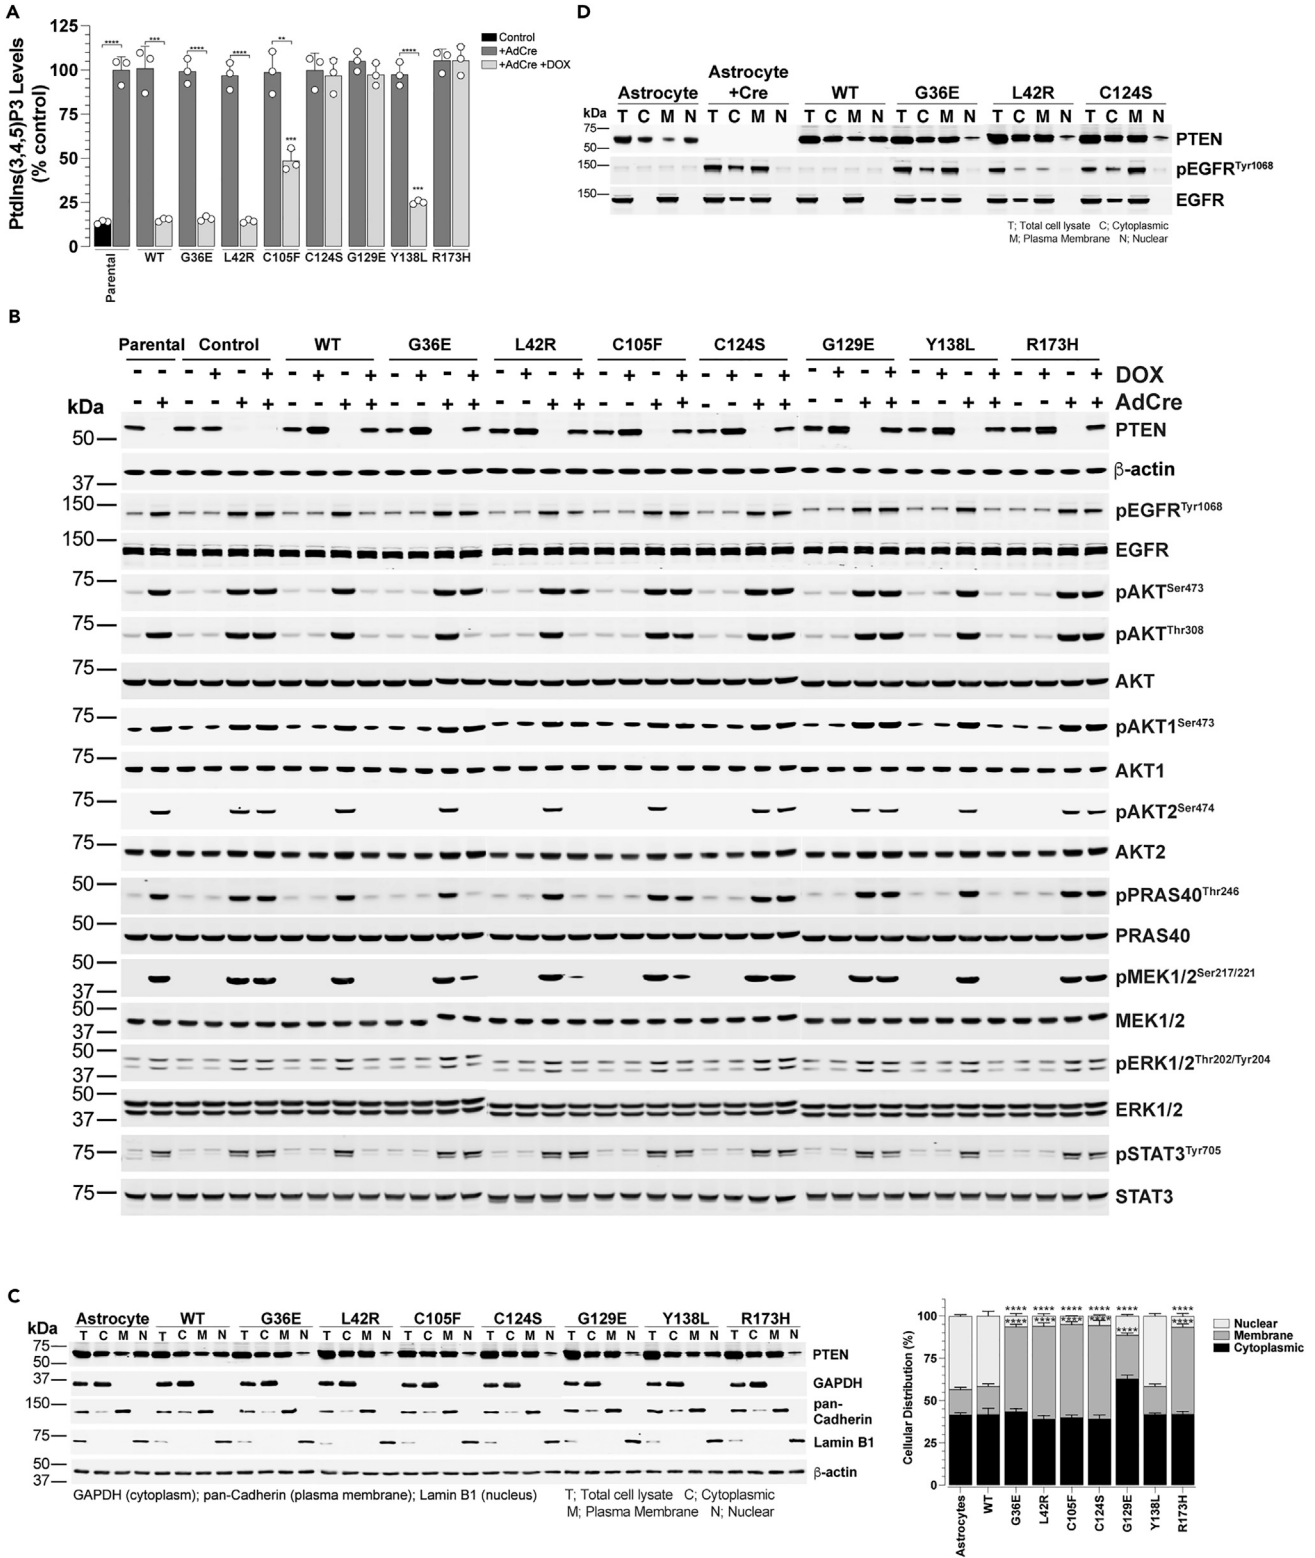 A
PtdIns(3,4,5)P3 Levels
(% control)
125
100
75
50
25
0
**** *** **** **** ** *** **** ***
Control
+AdCre
+AdCre +DOX
Parental WT G36E L42R C105F C124S G129E Y138L R173H
D
Astrocyte Astrocyte +Cre WT G36E L42R C124S
kDa T C M N T C M N T C M N T C M N T C M N T C M N
75
50
PTEN
150
pEGFRTyr1068
150
EGFR
T; Total cell lysate C; Cytoplasmic
M; Plasma Membrane N; Nuclear
B
Parental Control WT G36E L42R C105F C124S G129E Y138L R173H
- - - + - + - + - + - + - + - + - + - + - + - + - + - + - + - + - + - + DOX
kDa - + - - + + - - + + - - + + - - + + - - + + - - + + - - + + - - + + - - + + AdCre
50 PTEN
37 β-actin
150 pEGFRTyr1068
150 EGFR
75 pAKTSer473
75 pAKTThr308
75 AKT
75 pAKT1Ser473
75 AKT1
75 pAKT2Ser474
75 AKT2
50 pPRAS40Thr246
50 PRAS40
50
37 pMEK1/2Ser217/221
50
37 MEK1/2
50
37 pERK1/2Thr202/Tyr204
50
37 ERK1/2
75 pSTAT3Tyr705
75 STAT3
C
Astrocyte WT G36E L42R C105F C124S G129E Y138L R173H
kDa T C M N T C M N T C M N T C M N T C M N T C M N T C M N T C M N T C M N
75
50
PTEN
37
GAPDH
150
pan-
Cadherin
75
Lamin B1
50
37
β-actin
GAPDH (cytoplasm); pan-Cadherin (plasma membrane); Lamin B1 (nucleus)
T; Total cell lysate C; Cytoplasmic
M; Plasma Membrane N; Nuclear
Cellular Distribution (%)
100
75
50
25
0
**** **** **** **** **** ****
**** **** **** **** **** ****
Nuclear
Membrane
Cytoplasmic
Astrocytes WT G36E L42R C105F C124S G129E Y138L R173H